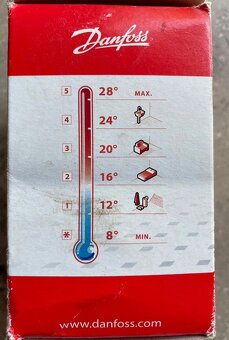 Danfoss
5 28° MAX.
4 24°
3 20°
2 16°
1 12°
* 8° MIN.
www.danfoss.com